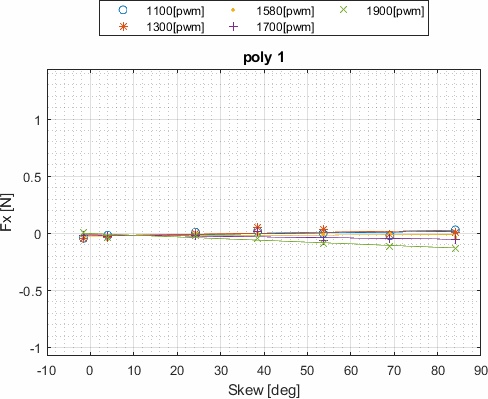 1100[pwm] 1580[pwm] 1900[pwm]
1300[pwm] 1700[pwm]
poly 1
1
0.5
0
-0.5
-1
Fx [N]
-10 0 10 20 30 40 50 60 70 80 90
Skew [deg]